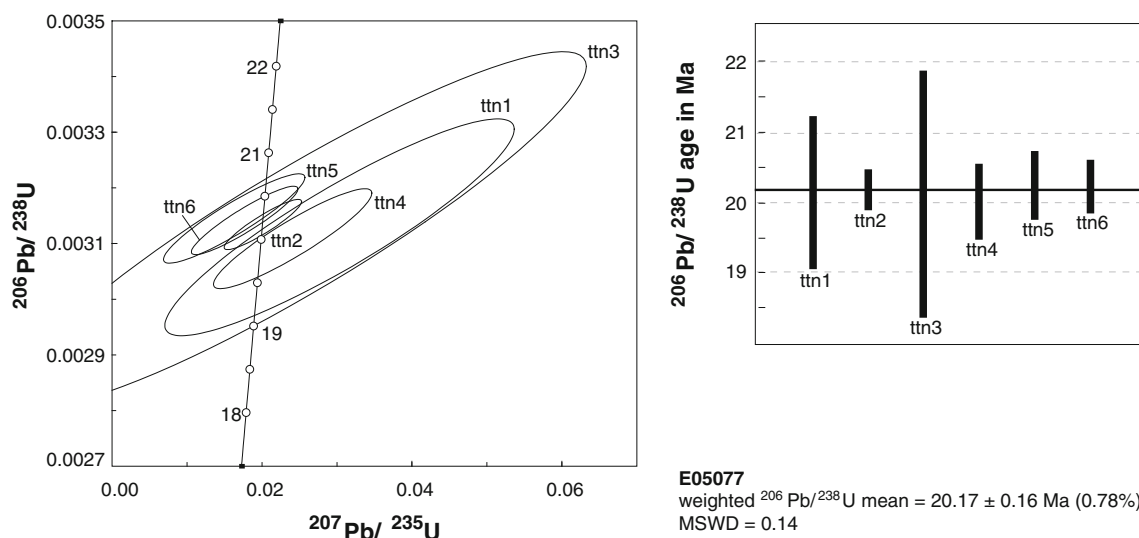 0.0035
0.0033
0.0031
0.0029
0.0027
206Pb/ 238U
0.00
0.02
0.04
0.06
207Pb/ 235U
22
21
19
18
ttn3
ttn1
ttn5
ttn6
ttn4
ttn2
206Pb/ 238U age in Ma
22
21
20
19
ttn1
ttn2
ttn3
ttn4
ttn5
ttn6
E05077
weighted 206 Pb/238U mean = 20.17 ± 0.16 Ma (0.78%)
MSWD = 0.14